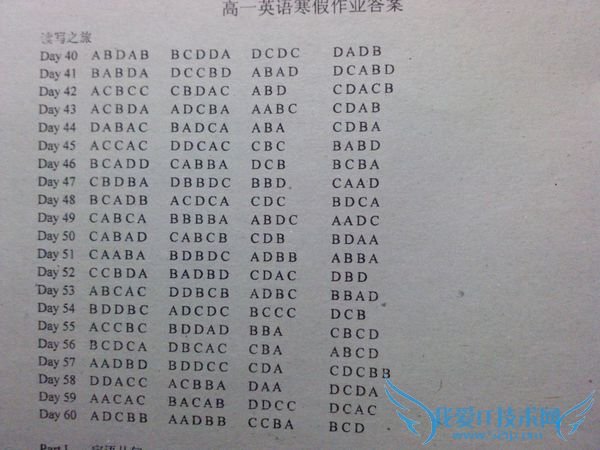 高一英语寒假作业答案
读写之旅
Day 40 ABDAB BCDDA DCDC DADB
Day 41 BABDA DCCBD ABAD DCABD
Day 42 ACBCC CBDAC ABD CDACB
Day 43 ACBDA ADCBA AABC CDAB
Day 44 DABAC BADCA ABA CDBA
Day 45 ACCAC DDCAC CBC BABD
Day 46 BCADD CABBA DCB BCBA
Day 47 CBDBA DBBDC BBD CAAD
Day 48 BCADB ACDCA CDC BDCA
Day 49 CABCA BBBBA ABDC AADC
Day 50 CABAD CABCB CDB BDAA
Day 51 CAABA BDBDC ADBB ABBA
Day 52 CCBDA BADBD CDAC DBD
Day 53 ABCAC DDBCB ADBC BBAD
Day 54 BDDBC ADCDC BCCC DCB
Day 55 ACCBC BDDAD BBA CBCD
Day 56 BCDCA DBCAC CBA ABCD
Day 57 AADBD BDDCC CDA CDCBB
Day 58 DDACC ACBBA DAA DCDA
Day 59 AACAC BACAB DDCC DCAC
Day 60 ADCBB AADBB CCBA BCD
我爱IT技术网